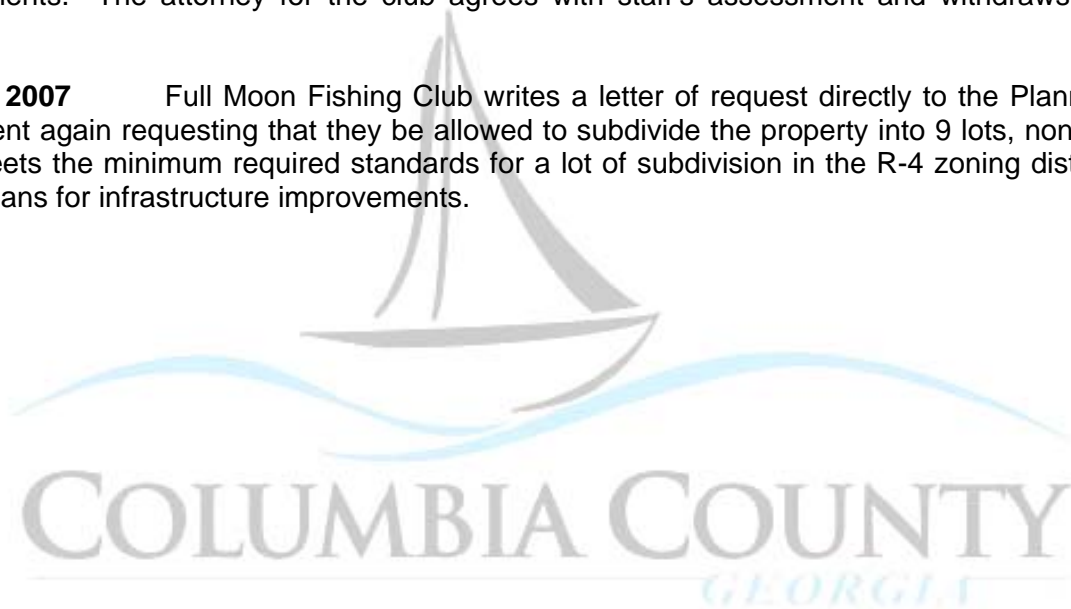 ents. The attorney for the club agrees with staff's assessment and withdraws
2007 Full Moon Fishing Club writes a letter of request directly to the Plann
ent again requesting that they be allowed to subdivide the property into 9 lots, non
eets the minimum required standards for a lot of subdivision in the R-4 zoning dist
ans for infrastructure improvements.
COLUMBIA COUNTY
GEORGIA